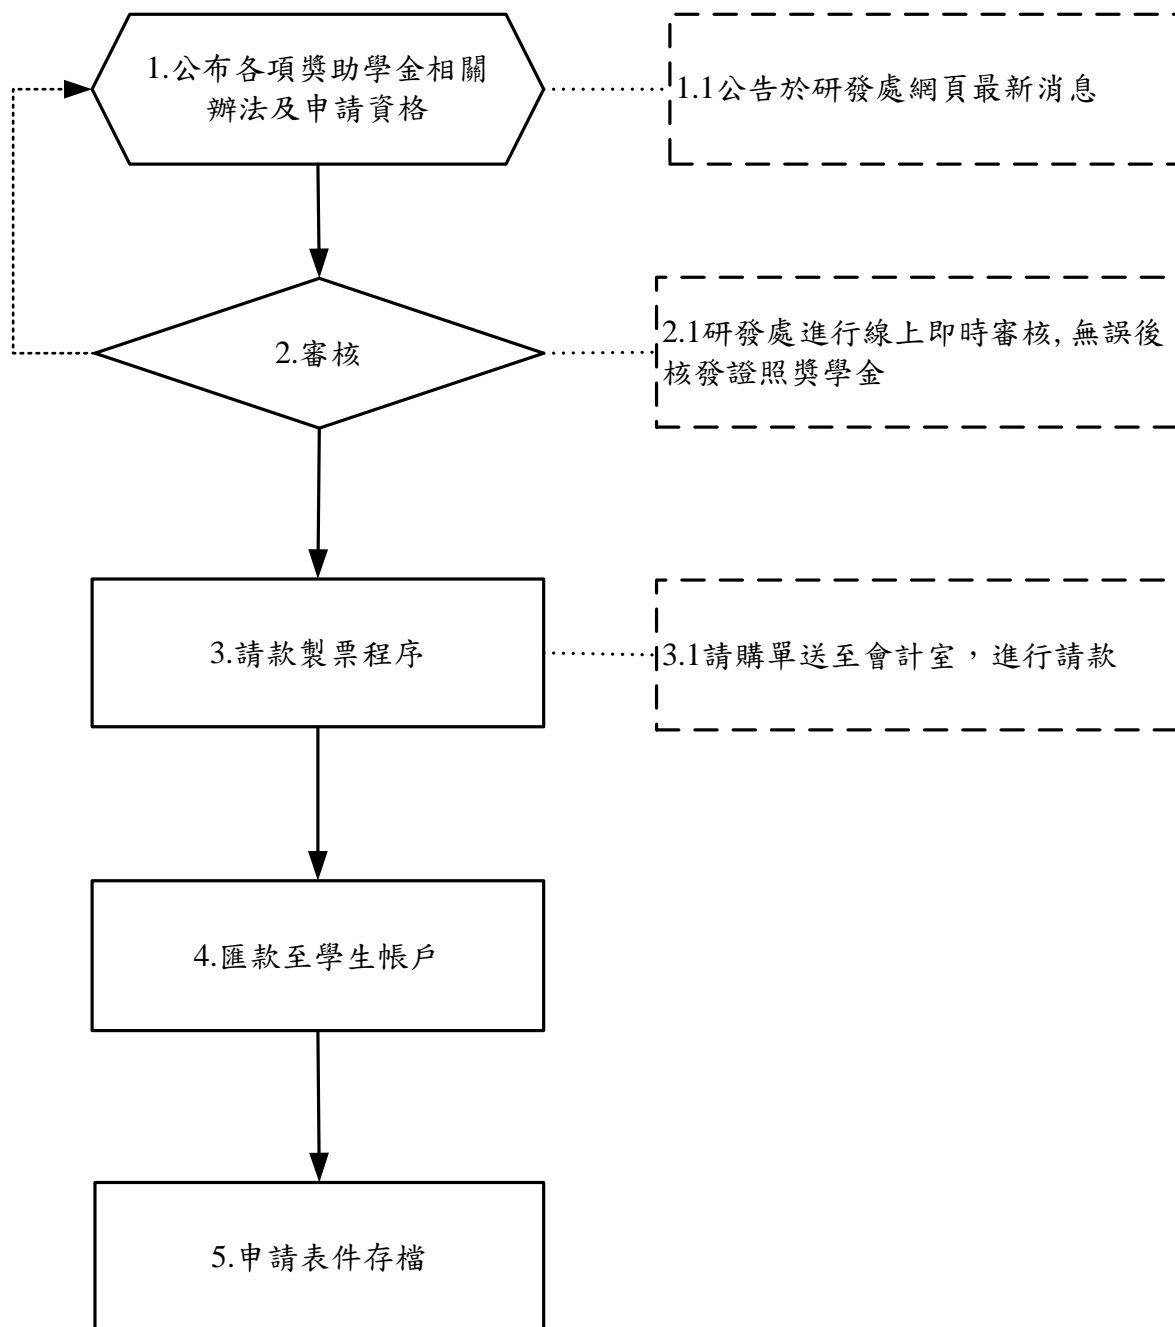 1.公布各項獎助學金相關
辦法及申請資格
1.1公告於研發處網頁最新消息
2.審核
2.1研發處進行線上即時審核, 無誤後
核發證照獎學金
3.請款製票程序
3.1請購單送至會計室，進行請款
4.匯款至學生帳戶
5.申請表件存檔